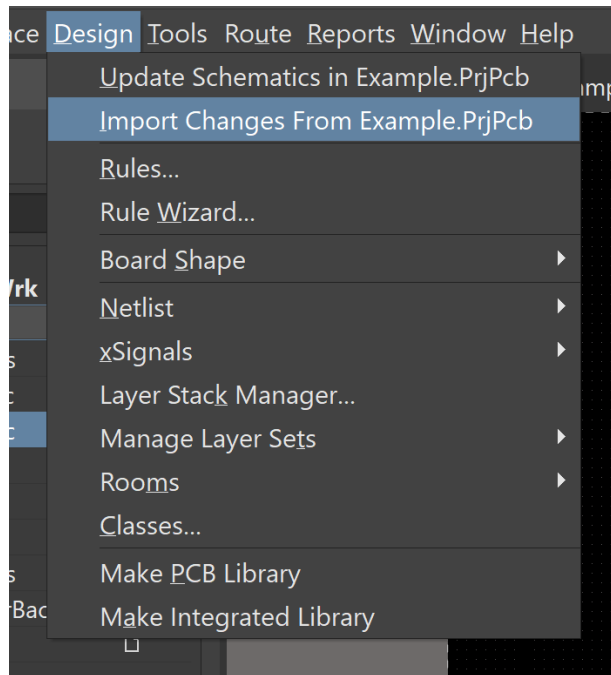 Design Tools Route Reports Window Help
Update Schematics in Example.PrjPcb
Import Changes From Example.PrjPcb
Rules...
Rule Wizard...
Board Shape
Netlist
xSignals
Layer Stack Manager...
Manage Layer Sets
Rooms
Classes...
Make PCB Library
Make Integrated Library